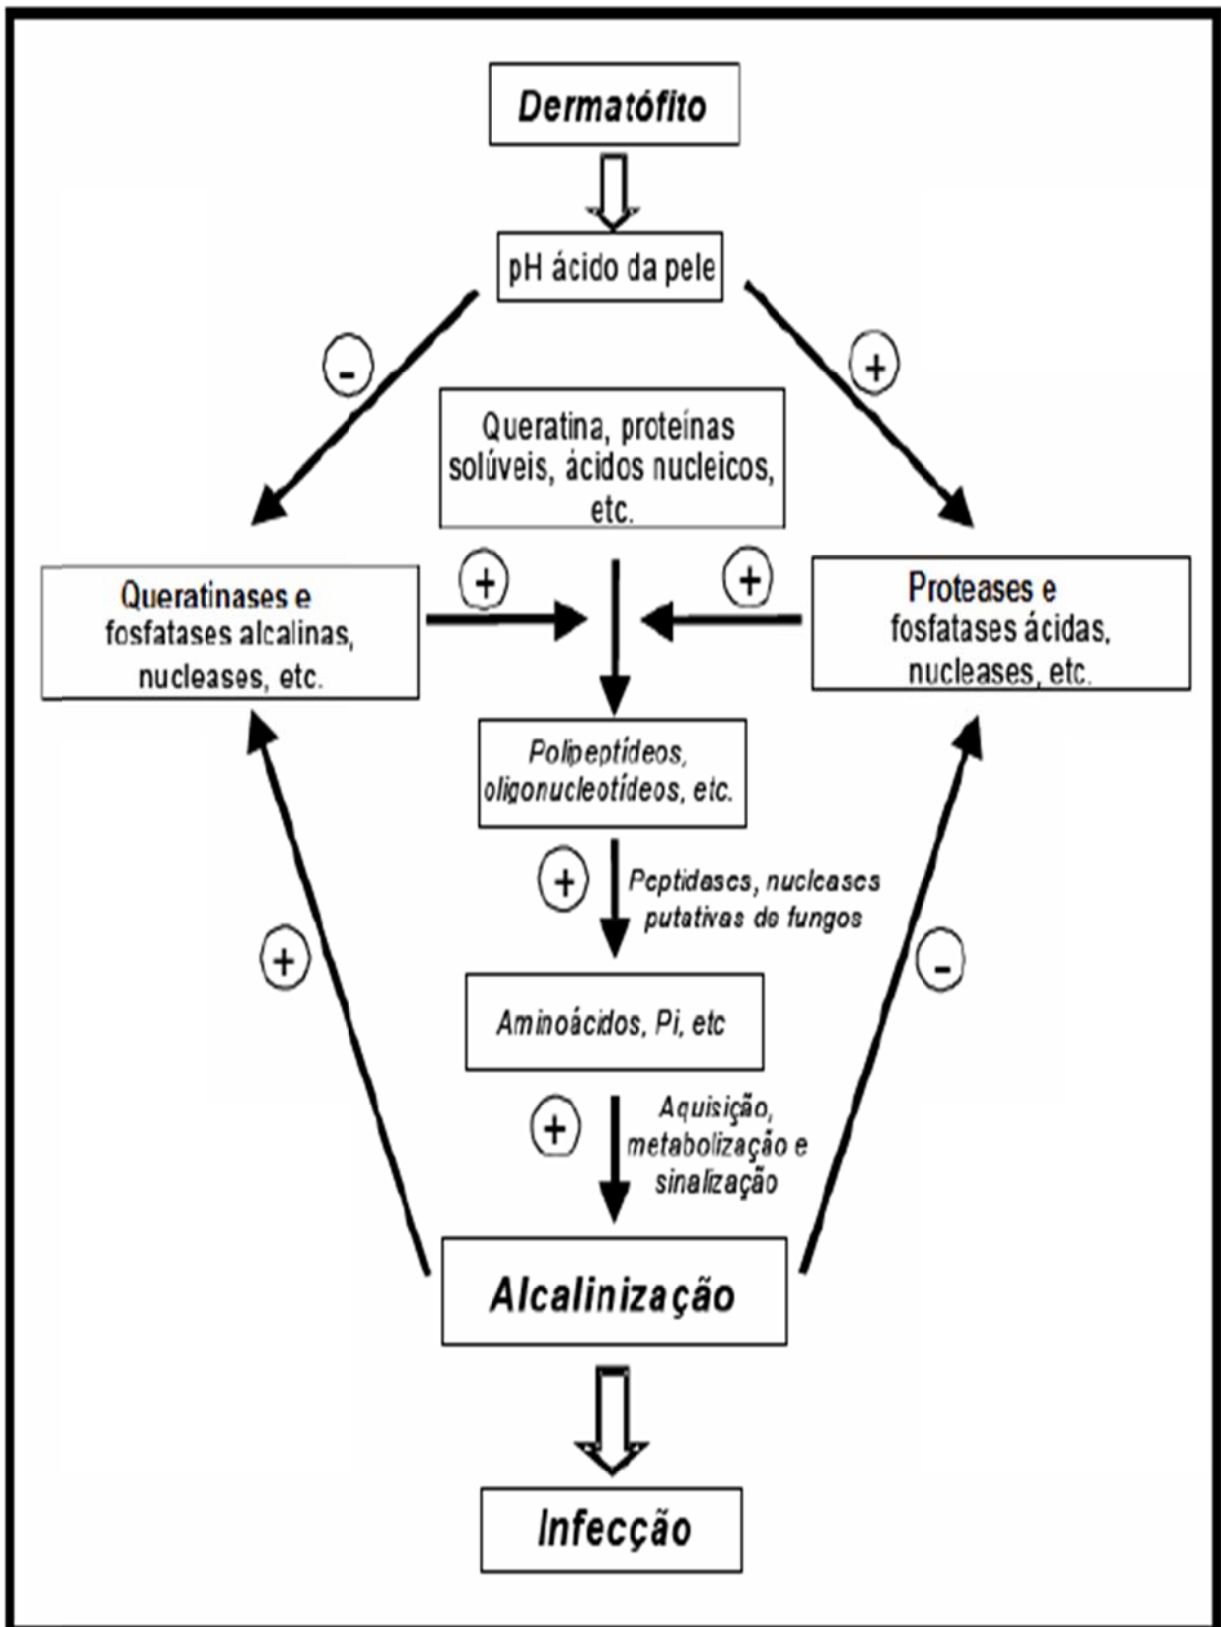 Dermatófito
pH ácido da pele
-
+
Queratina, proteínas
solúveis, ácidos nucleicos,
etc.
+
+
Queratinases e
fosfatases alcalinas,
nucleases, etc.
Proteases e
fosfatases ácidas,
nucleases, etc.
Polipeptídeos,
oligonucleotídeos, etc.
+
Peptidases, nucleases
putativas de fungos
+
-
Aminoácidos, Pi, etc
+
Aquisição,
metabolização e
sinalização
Alcalinização
Infecção